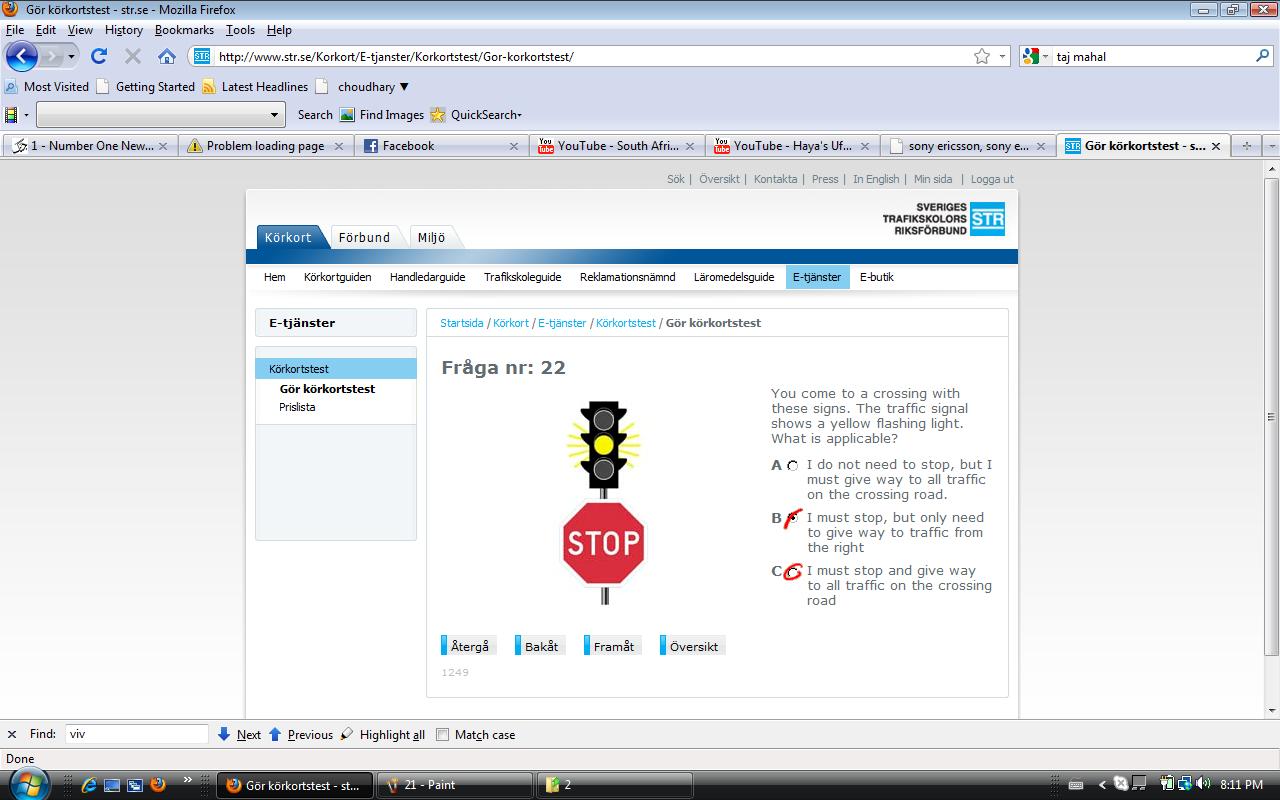 Gör körkortstest - str.se - Mozilla Firefox
File Edit View History Bookmarks Tools Help
STR http://www.str.se/Korkort/E-tjanster/Korkortstest/Gor-korkortstest/ taj mahal
Most Visited Getting Started Latest Headlines choudhary
Search Find Images QuickSearch
1 - Number One New... Problem loading page Facebook You Tube YouTube - South Afri... You Tube YouTube - Haya's Uf... sony ericsson, sony e... STR Gör körkortstest - s...
Sök | Översikt | Kontakta | Press | In English | Min sida | Logga ut
SVERIGES
TRAFIKSKOLORS
RIKSFÖRBUND
STR
Körkort Förbund Miljö
Hem Körkortguiden Handledarguide Trafikskoleguide Reklamationsnämnd Läromedelsguide E-tjänster E-butik
E-tjänster
Körkortstest
Gör körkortstest
Prislista
Startsida / Körkort / E-tjänster / Körkortstest / Gör körkortstest
Fråga nr: 22
STOP
You come to a crossing with
these signs. The traffic signal
shows a yellow flashing light.
What is applicable?
A I do not need to stop, but I
must give way to all traffic
on the crossing road.
B I must stop, but only need
to give way to traffic from
the right
C I must stop and give way
to all traffic on the crossing
road
Återgå Bakåt Framåt Översikt
1249
Find: viv Next Previous Highlight all Match case
Done
Gör körkortstest - st... 21 - Paint 2 8:11 PM